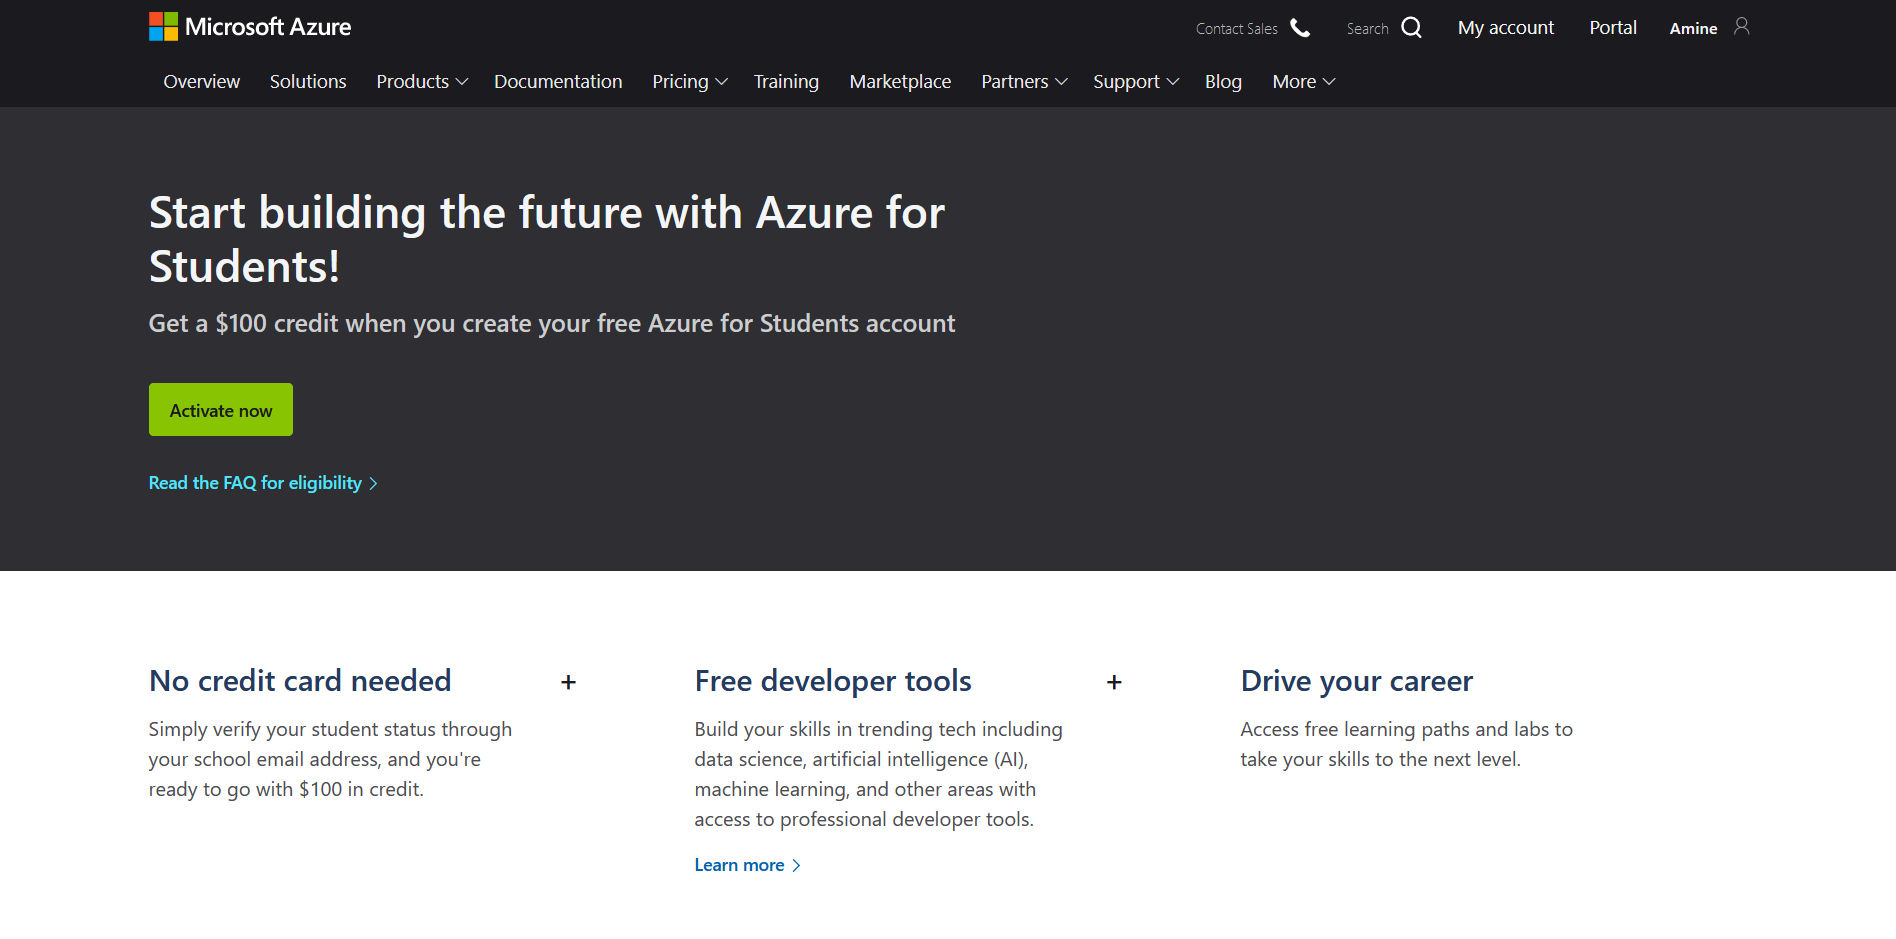 Microsoft Azure
Contact Sales
Search
My account
Portal
Amine
Overview
Solutions
Products
Documentation
Pricing
Training
Marketplace
Partners
Support
Blog
More
Start building the future with Azure for
Students!
Get a $100 credit when you create your free Azure for Students account
Activate now
Read the FAQ for eligibility
No credit card needed +
Simply verify your student status through
your school email address, and you're
ready to go with $100 in credit.
Free developer tools +
Build your skills in trending tech including
data science, artificial intelligence (AI),
machine learning, and other areas with
access to professional developer tools.
Learn more
Drive your career
Access free learning paths and labs to
take your skills to the next level.